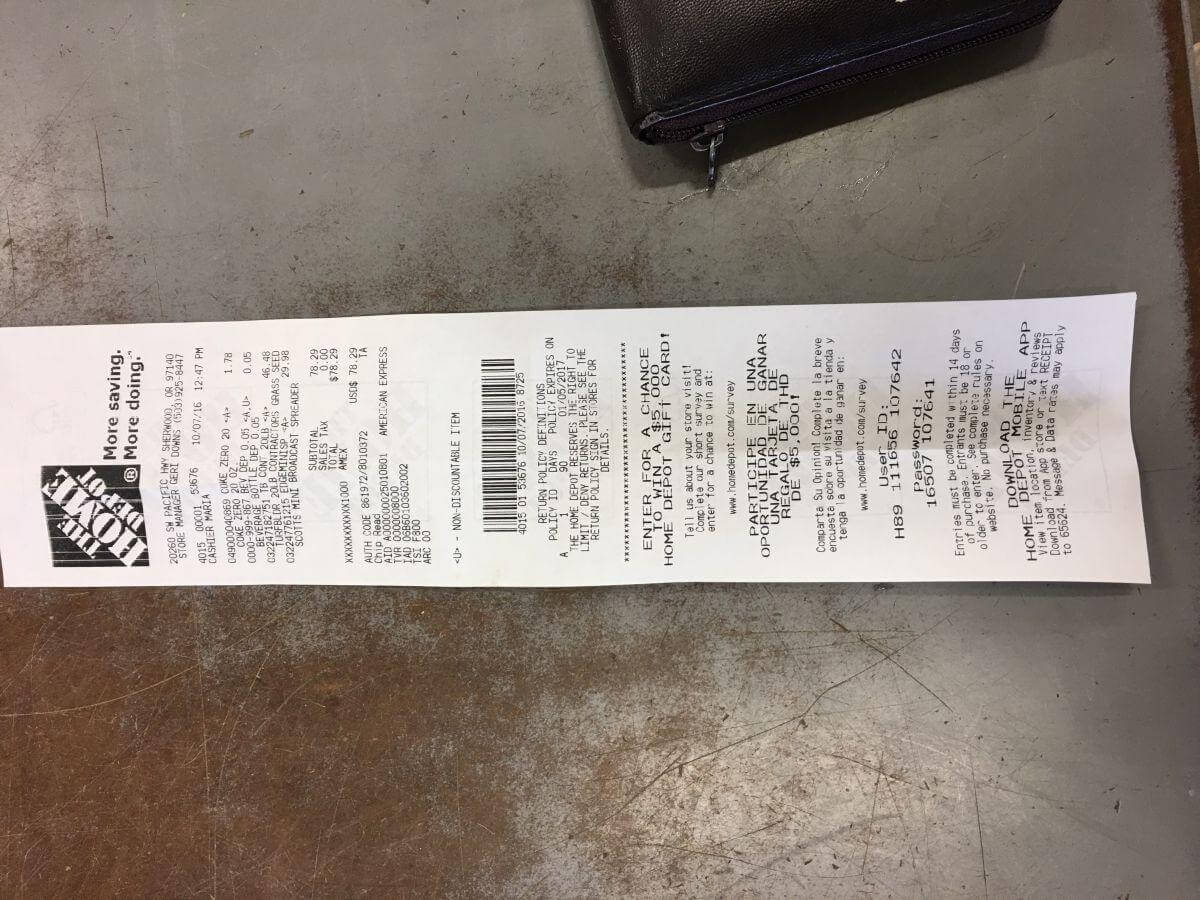 THE
HOME
DEPOT
®
More saving.
More doing.™
20260 SW PACIFIC HWY SHERWOOD, OR 97140
STORE MANAGER GERI DOWNS (503)925-8447
4015 00001 53676 10/07/16 12:47 PM
CASHIER MARIA
049000040869 COKE ZERO 20 <A> 1.78
COKE ZERO 20 OZ.
0000-999-867 BEV DEP 0.05 <A,U> 0.05
BEVERAGE BOTTLE DEP $.05
032247675182 TB CON MIX 20LB <A> 46.48
TURFBLDR 20LB CONTRACTORS GRASS SEED
032247761215 EDGEMINISP <A> 29.98
SCOTTS MINI BROADCAST SPREADER
SUBTOTAL 78.29
SALES TAX 0.00
TOTAL $78.29
XXXXXXXXXXX1000 AMEX
USD$ 78.29
AUTH CODE 861972/8010372 TA
Chip Read AMERICAN EXPRESS
AID A000000025010801
TVR 0000008000
IAD 06860103602002
TSI F800
ARC 00
<U> - NON-DISCOUNTABLE ITEM
4015 01 53676 10/07/2016 8725
RETURN POLICY DEFINITIONS
POLICY ID DAYS POLICY EXPIRES ON
A 90 01/05/2017
THE HOME DEPOT RESERVES THE RIGHT TO
LIMIT / DENY RETURNS. PLEASE SEE THE
RETURN POLICY SIGN IN STORES FOR
DETAILS.
ENTER FOR A CHANCE
TO WIN A $5,000
HOME DEPOT GIFT CARD!
Tell us about your store visit!
Complete our short survey and
enter for a chance to win at:
www.homedepot.com/survey
PARTICIPE EN UNA
OPORTUNIDAD DE GANAR
UNA TARJETA DE
REGALO DE THD
DE $5,000!
Comparta Su Opinion! Complete la breve
encuesta sobre su visita a la tienda y
tenga la oportunidad de ganar en:
www.homedepot.com/survey
User ID:
H89 111656 107642
Password:
16507 107641
Entries must be completed within 14 days
of purchase. Entrants must be 18 or
older to enter. See complete rules on
website. No purchase necessary.
DOWNLOAD THE
HOME DEPOT MOBILE APP
View item location, inventory & reviews
Download from App store or text RECEIPT
to 65624. Message & Data rates may apply